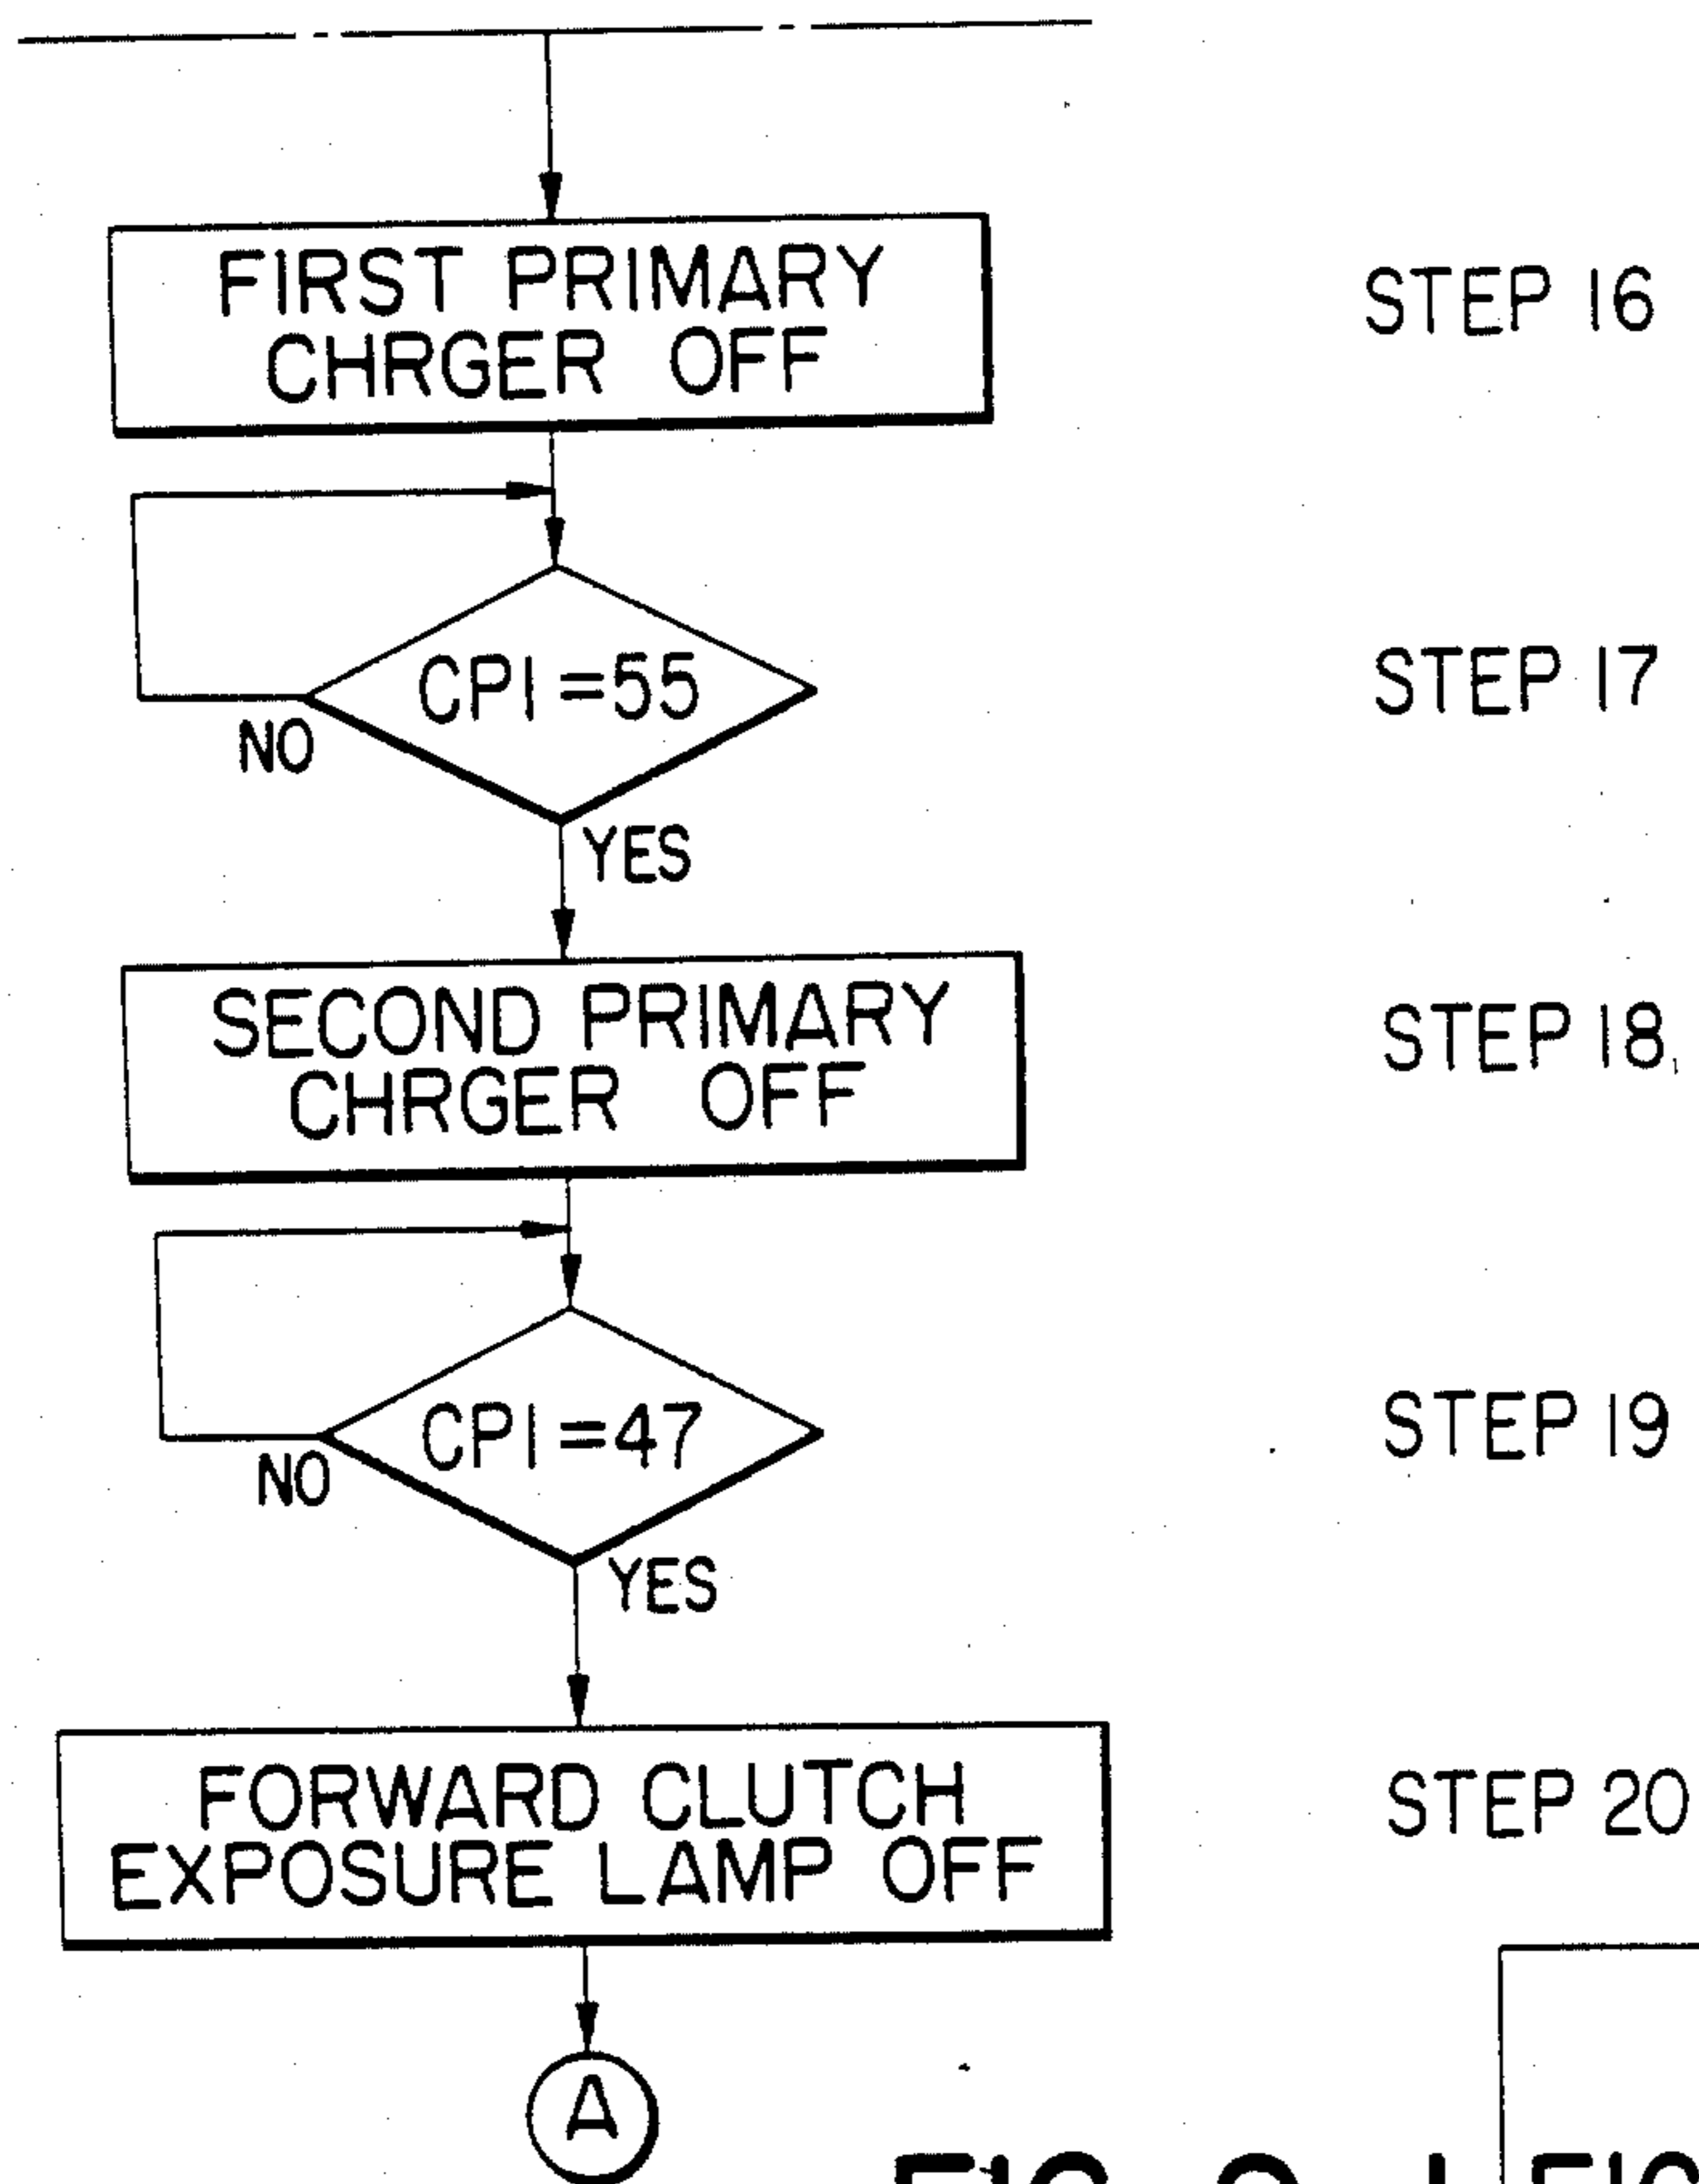 FIRST PRIMARY
CHRGER OFF
STEP 16
CPI=55
STEP 17
NO
YES
SECOND PRIMARY
CHRGER OFF
STEP 18
CPI=47
STEP 19
NO
YES
FORWARD CLUTCH
EXPOSURE LAMP OFF
STEP 20
A